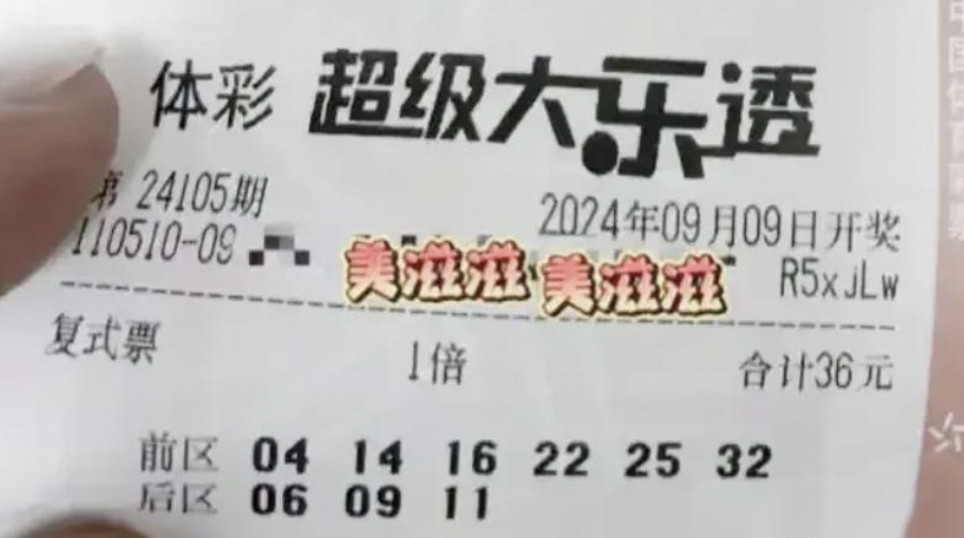 体彩 超级大乐透
第 24105期 2024年09月09日开奖
110510-09 美滋滋 美滋滋 R5xJLw
复式票 1倍 合计36元
前区 04 14 16 22 25 32
后区 06 09 11